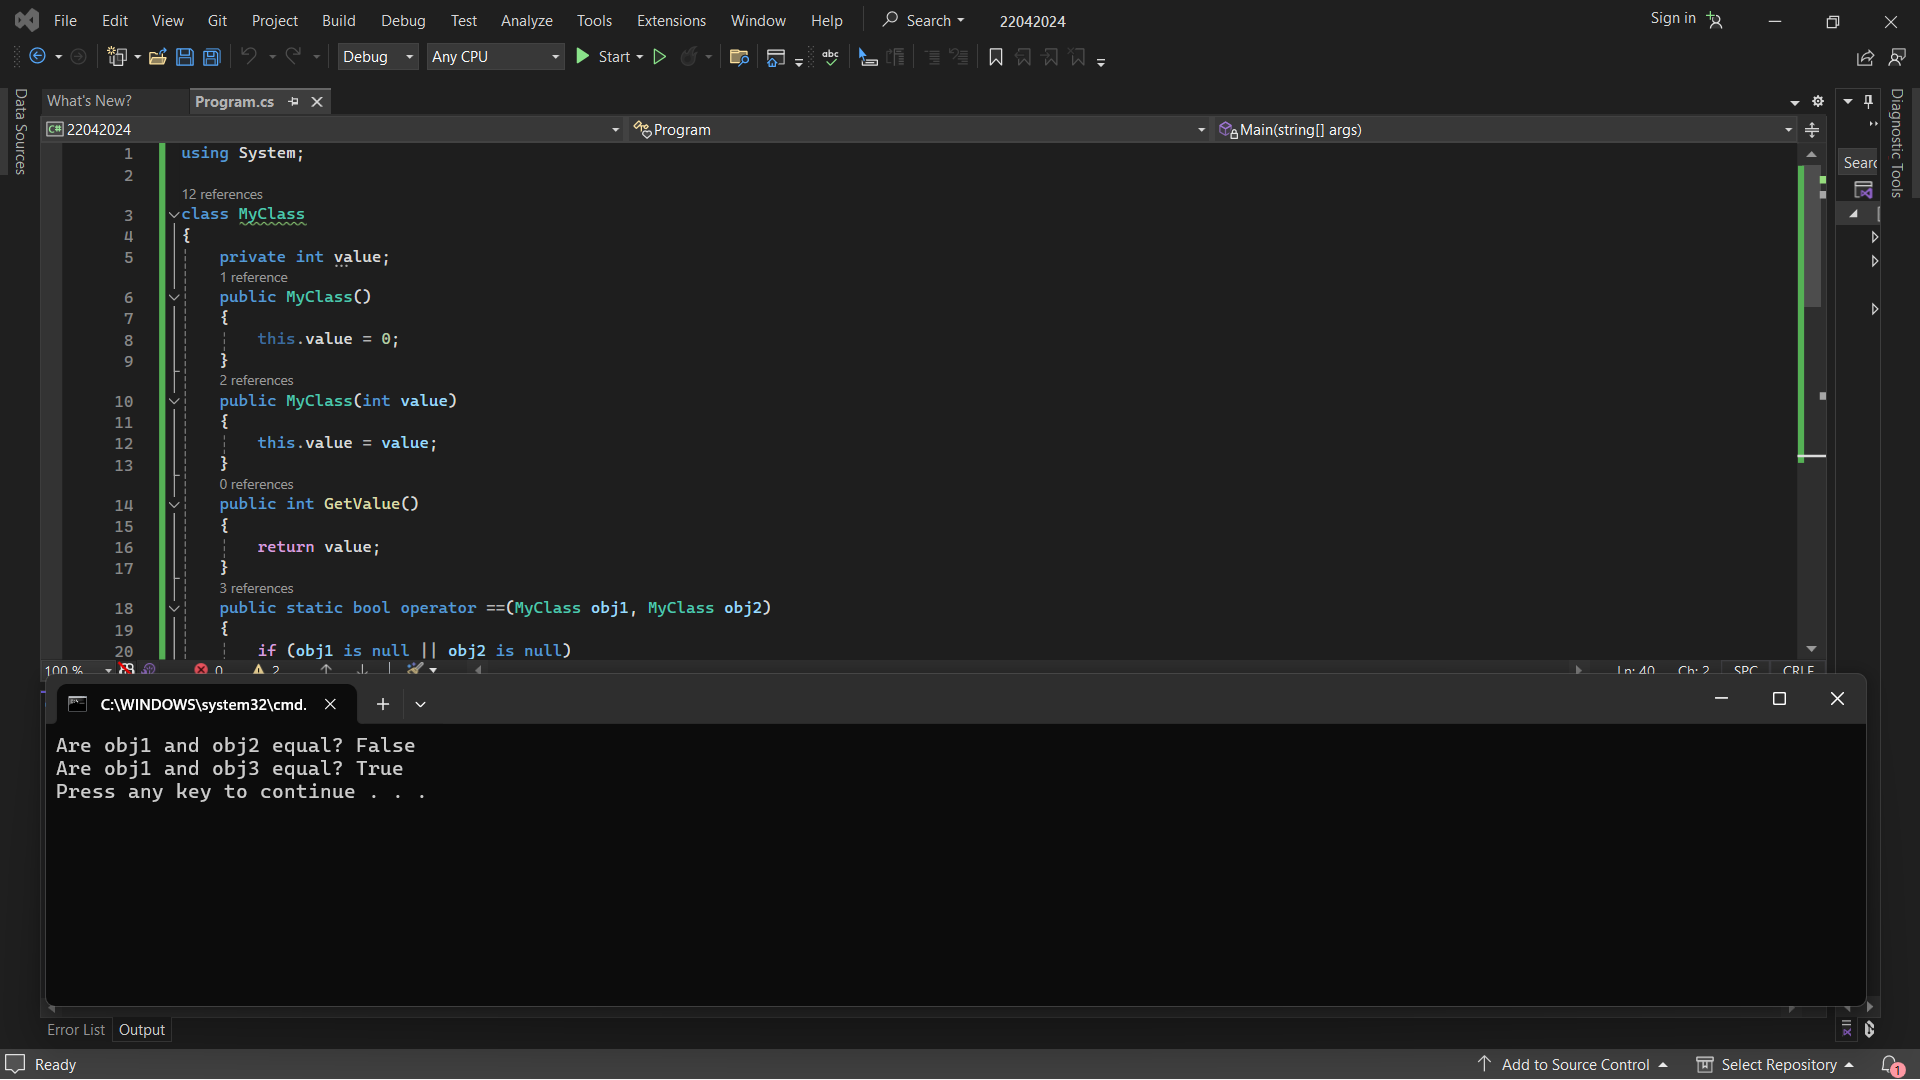 File Edit View Git Project Build Debug Test Analyze Tools Extensions Window Help Search 22042024 Sign in
Debug Any CPU Start
Data Sources
What's New? Program.cs
Diagnostic Tools
22042024 Program Main(string[] args)
1 using System;
2
12 references
3 class MyClass
4 {
5 private int value;
1 reference
6 public MyClass()
7 {
8 this.value = 0;
9 }
2 references
10 public MyClass(int value)
11 {
12 this.value = value;
13 }
0 references
14 public int GetValue()
15 {
16 return value;
17 }
3 references
18 public static bool operator ==(MyClass obj1, MyClass obj2)
19 {
20 if (obj1 is null || obj2 is null)
100 % 0 2 Ln: 40 Ch: 2 SPC CRLF
C:\WINDOWS\system32\cmd.
Are obj1 and obj2 equal? False
Are obj1 and obj3 equal? True
Press any key to continue . . .
Error List Output
Ready Add to Source Control Select Repository 1